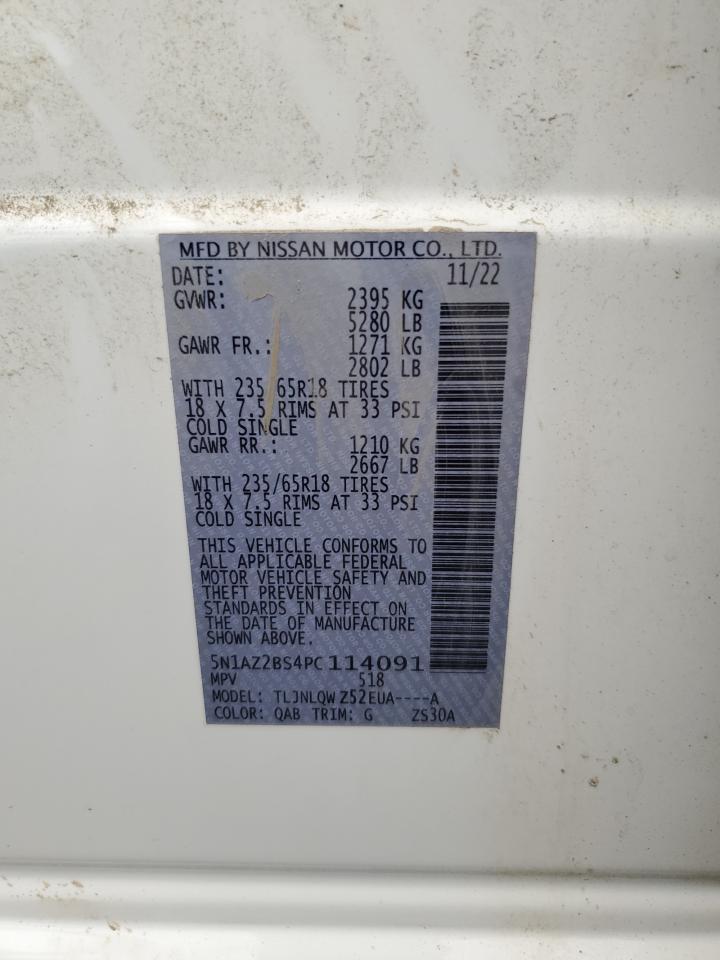 MFD BY NISSAN MOTOR CO., LTD.
DATE: 11/22
GVWR: 2395 KG
5280 LB
GAWR FR.: 1271 KG
2802 LB
WITH 235/65R18 TIRES
18 X 7.5 RIMS AT 33 PSI
COLD SINGLE
GAWR RR.: 1210 KG
2667 LB
WITH 235/65R18 TIRES
18 X 7.5 RIMS AT 33 PSI
COLD SINGLE
THIS VEHICLE CONFORMS TO
ALL APPLICABLE FEDERAL
MOTOR VEHICLE SAFETY AND
THEFT PREVENTION
STANDARDS IN EFFECT ON
THE DATE OF MANUFACTURE
SHOWN ABOVE.
5N1AZ2BS4PC114091
MPV 518
MODEL: TLJNLQWZ52EUA----A
COLOR: QAB TRIM: G ZS30A